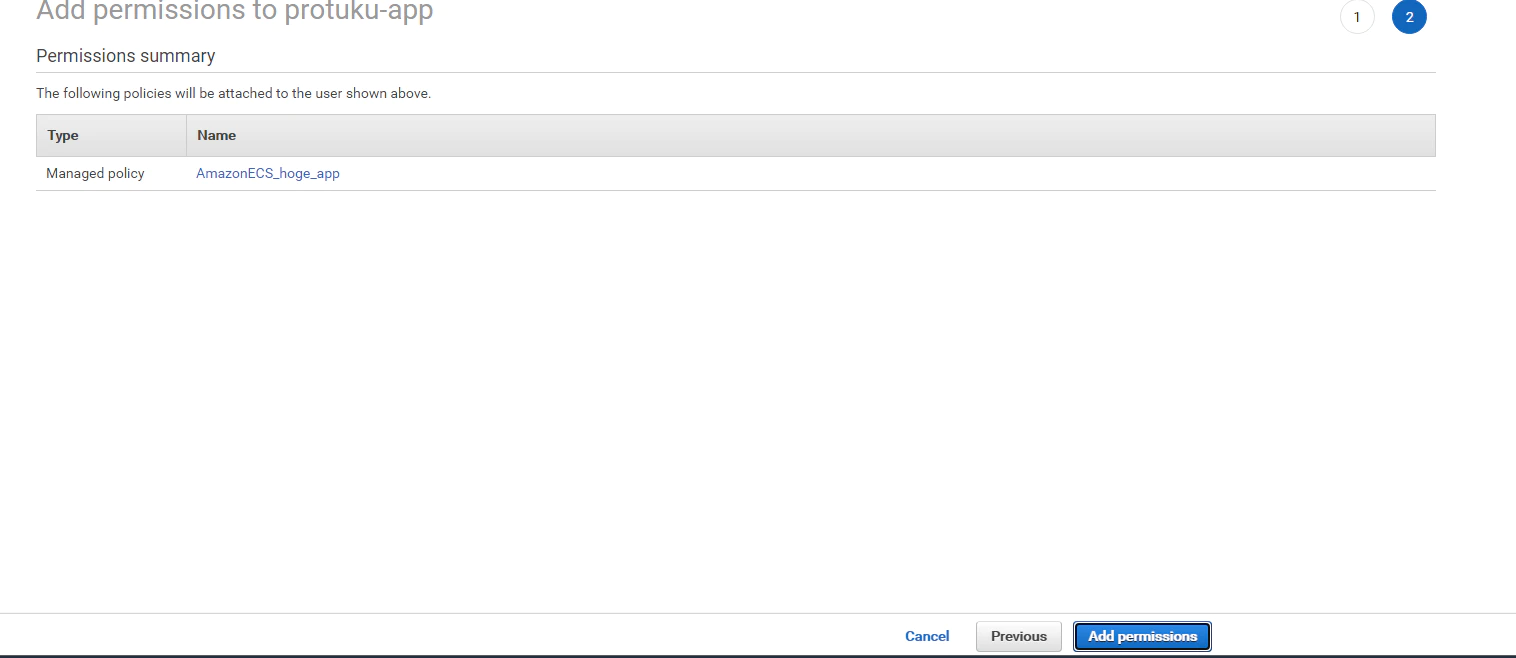 Add permissions to protuku-app
1 2
Permissions summary
The following policies will be attached to the user shown above.
Type Name
Managed policy AmazonECS_hoge_app
Cancel Previous Add permissions